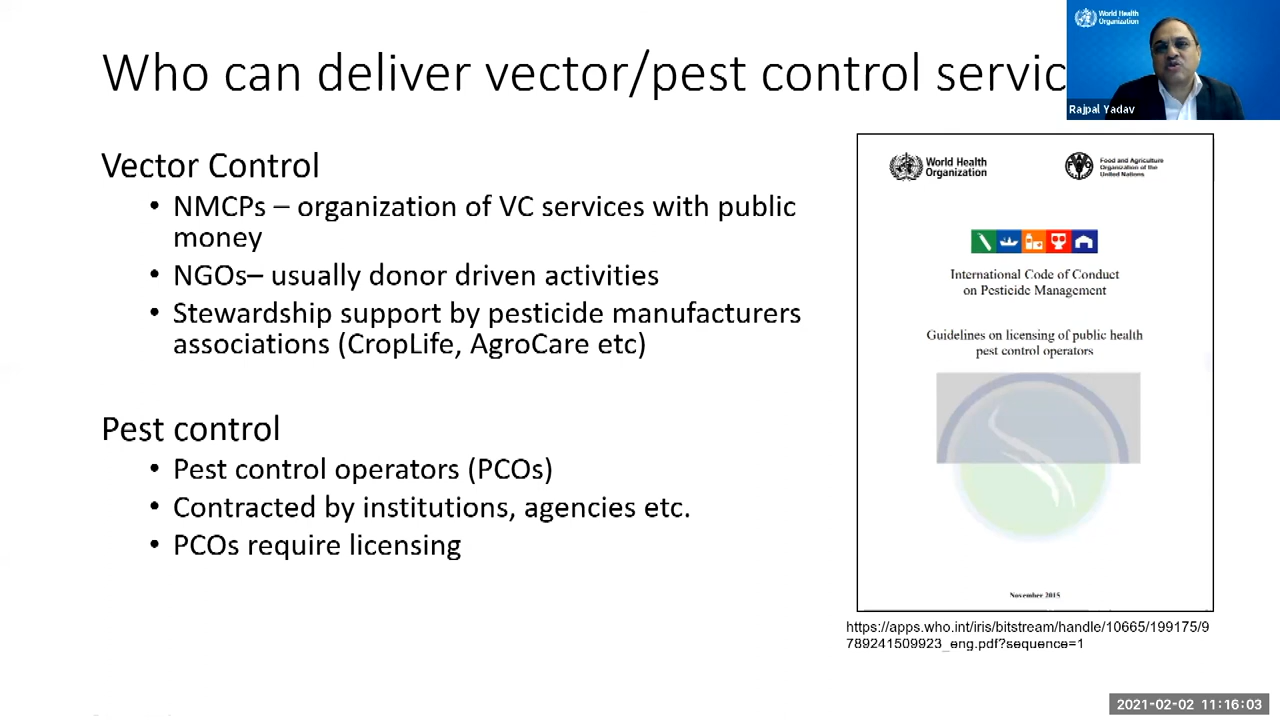 Who can deliver vector/pest control servic
World Health
Organization
Rajpal Yadav
Vector Control
• NMCPs – organization of VC services with public
money
• NGOs– usually donor driven activities
• Stewardship support by pesticide manufacturers
associations (CropLife, AgroCare etc)
Pest control
• Pest control operators (PCOs)
• Contracted by institutions, agencies etc.
• PCOs require licensing
World Health
Organization
Food and Agriculture
Organization of the
United Nations
International Code of Conduct
on Pesticide Management
Guidelines on licensing of public health
pest control operators
November 2015
https://apps.who.int/iris/bitstream/handle/10665/199175/9
789241509923_eng.pdf?sequence=1
2021-02-02 11:16:03